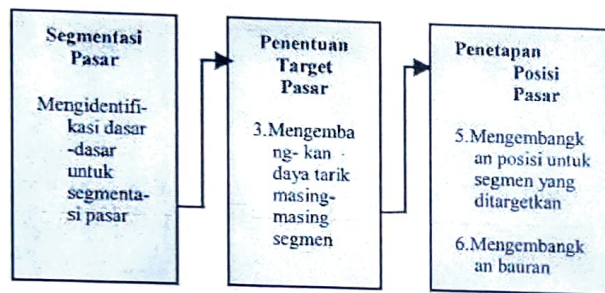 Segmentasi
Pasar
Mengidentifi-
kasi dasar
-dasar
untuk
segmenta-
si pasar
Penentuan
Target
Pasar
3.Mengemba
ng- kan
daya tarik
masing-
masing
segmen
Penetapan
Posisi
Pasar
5.Mengembangk
an posisi untuk
segmen yang
ditargetkan
6.Mengembangk
an bauran